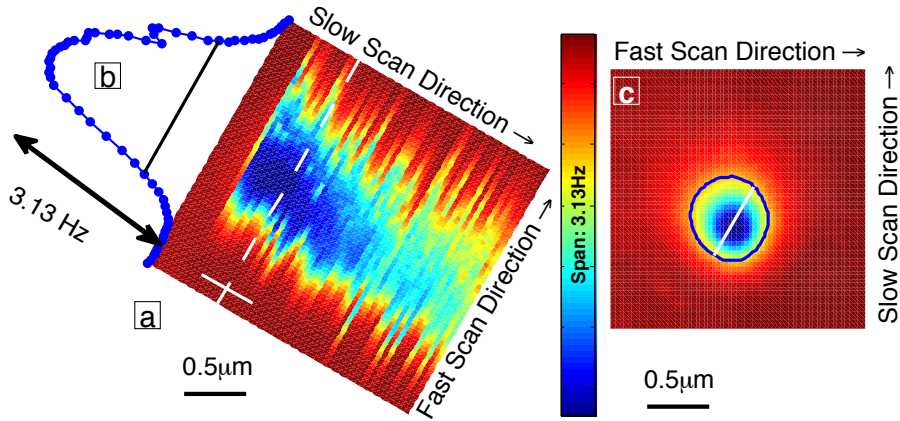 b
3.13 Hz
a
0.5μm
Slow Scan Direction →
Fast Scan Direction →
Span: 3.13Hz
Fast Scan Direction →
c
Slow Scan Direction →
0.5μm